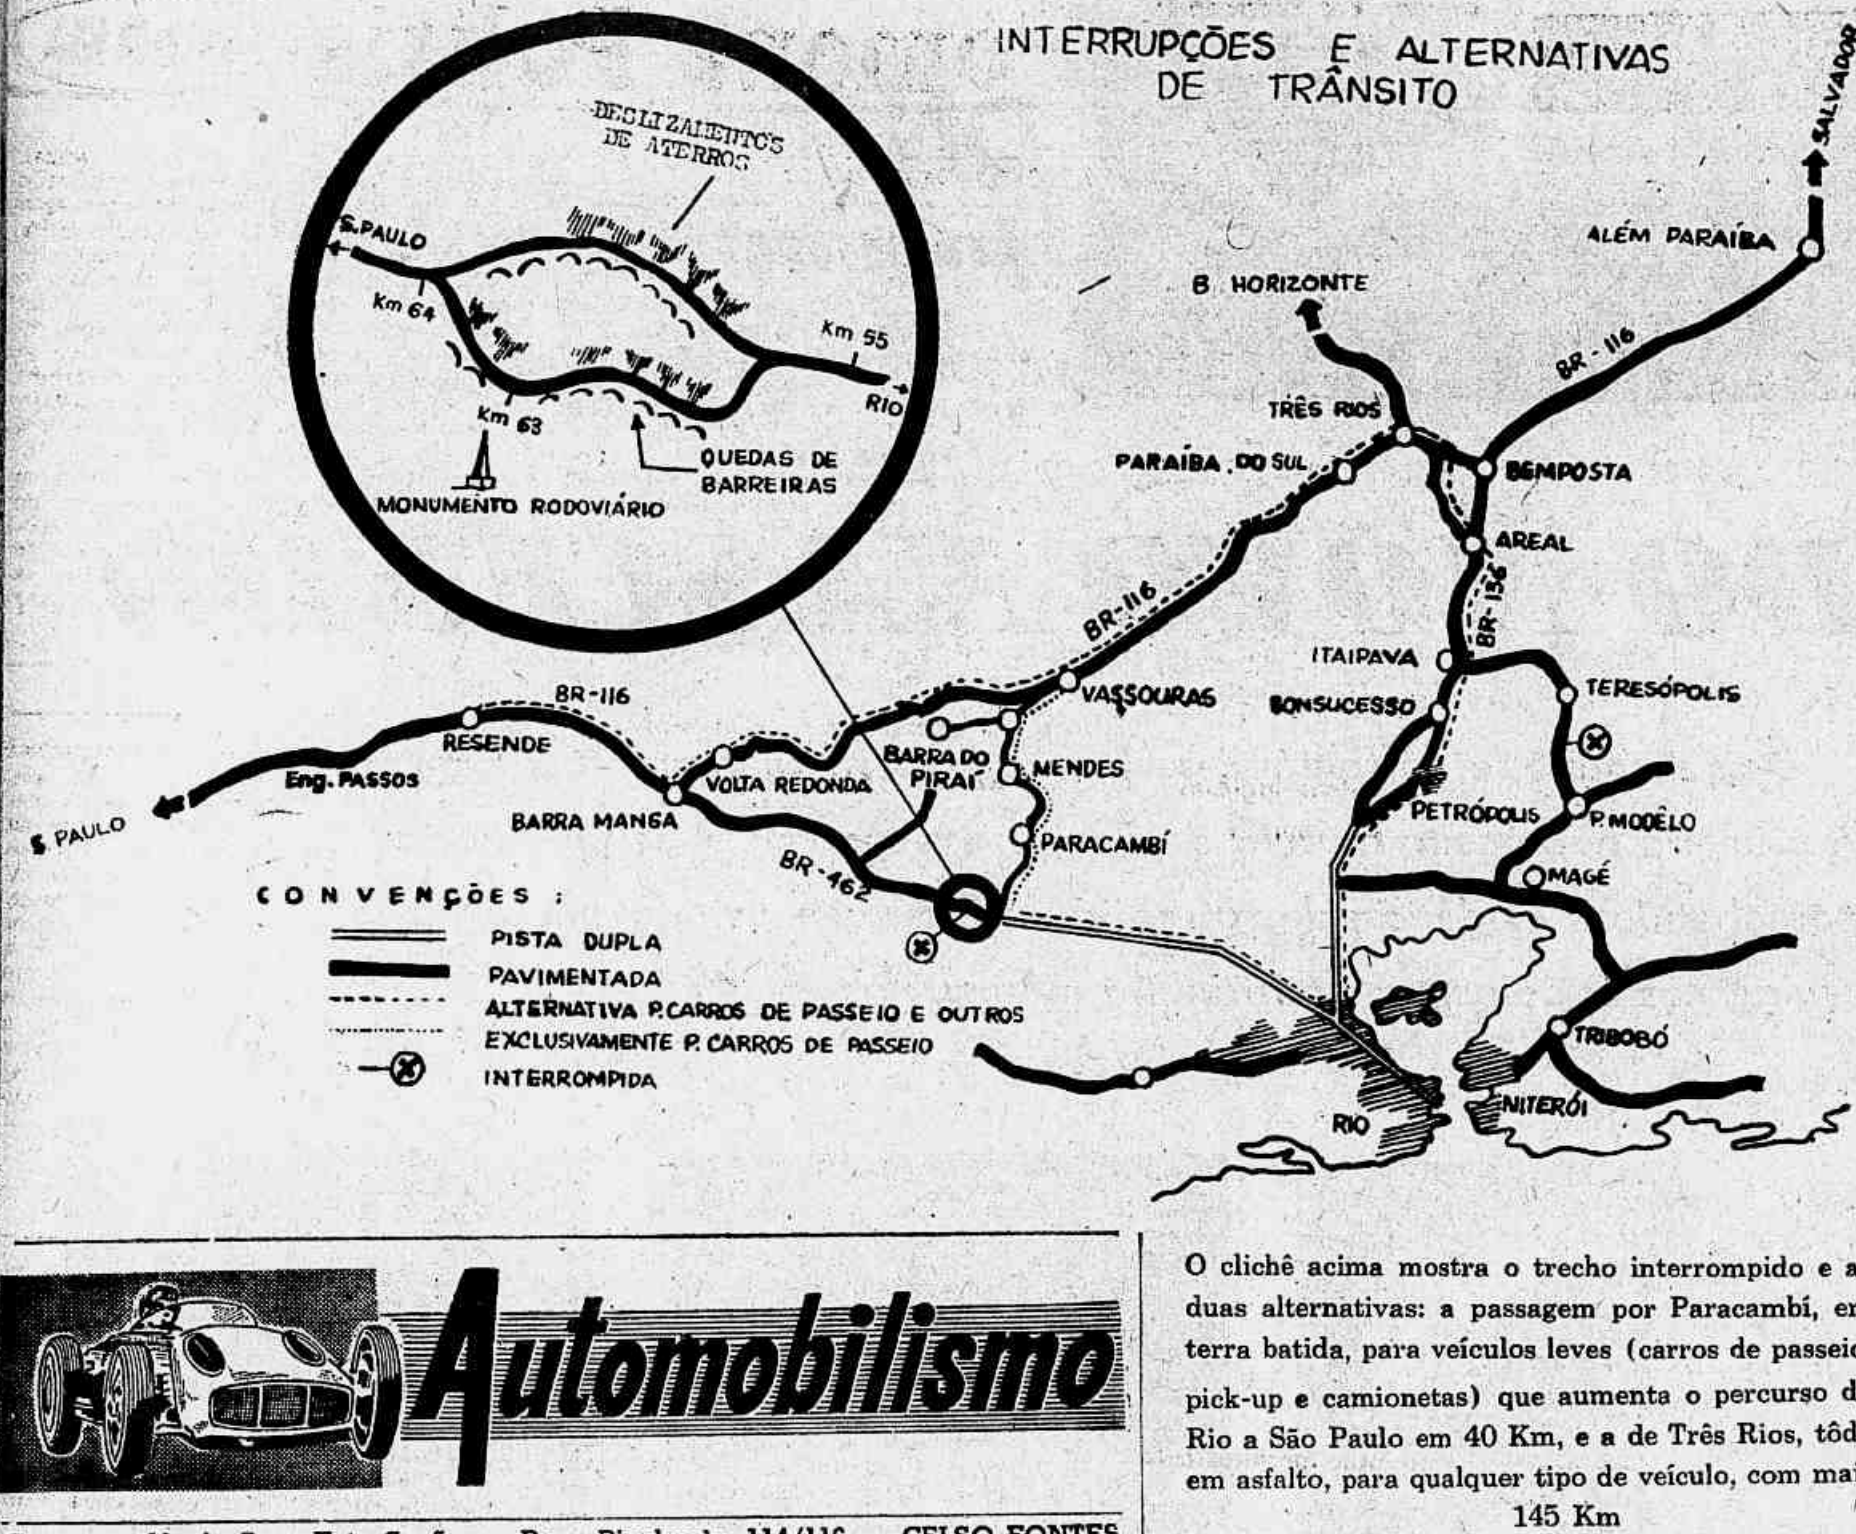 INTERRUPÇÕES E ALTERNATIVAS
DE TRÂNSITO
SALVADOR
DESLIZAMENTOS
DE ATERROS
S.PAULO
Km 64
Km 55
RIO
Km 63
QUEDAS DE
BARREIRAS
MONUMENTO RODOVIÁRIO
ALÉM PARAÍBA
B HORIZONTE
BR-116
TRÊS RIOS
PARAÍBA DO SUL
BEMPOSTA
AREAL
BR-116
ITAIPAVA
TERESÓPOLIS
BONSUCESSO
VASSOURAS
BR-116
RESENDE
Eng. PASSOS
VOLTA REDONDA
BARRA DO
PIRAÍ
MENDES
S PAULO
BARRA MANSA
PETRÓPOLIS
P. MODÊLO
PARACAMBÍ
BR-462
MAGÉ
CONVENÇÕES :
PISTA DUPLA
PAVIMENTADA
ALTERNATIVA P.CARROS DE PASSEIO E OUTROS
EXCLUSIVAMENTE P. CARROS DE PASSEIO
INTERROMPIDA
TRIBOBÓ
NITERÓI
RIO
Automobilismo
O clichê acima mostra o trecho interrompido e a
duas alternativas: a passagem por Paracambí, e
terra batida, para veículos leves (carros de passeio
pick-up e camionetas) que aumenta o percurso d
Rio a São Paulo em 40 Km, e a de Três Rios, tôd
em asfalto, para qualquer tipo de veículo, com mai
145 Km
114/116 CELSO FONTES